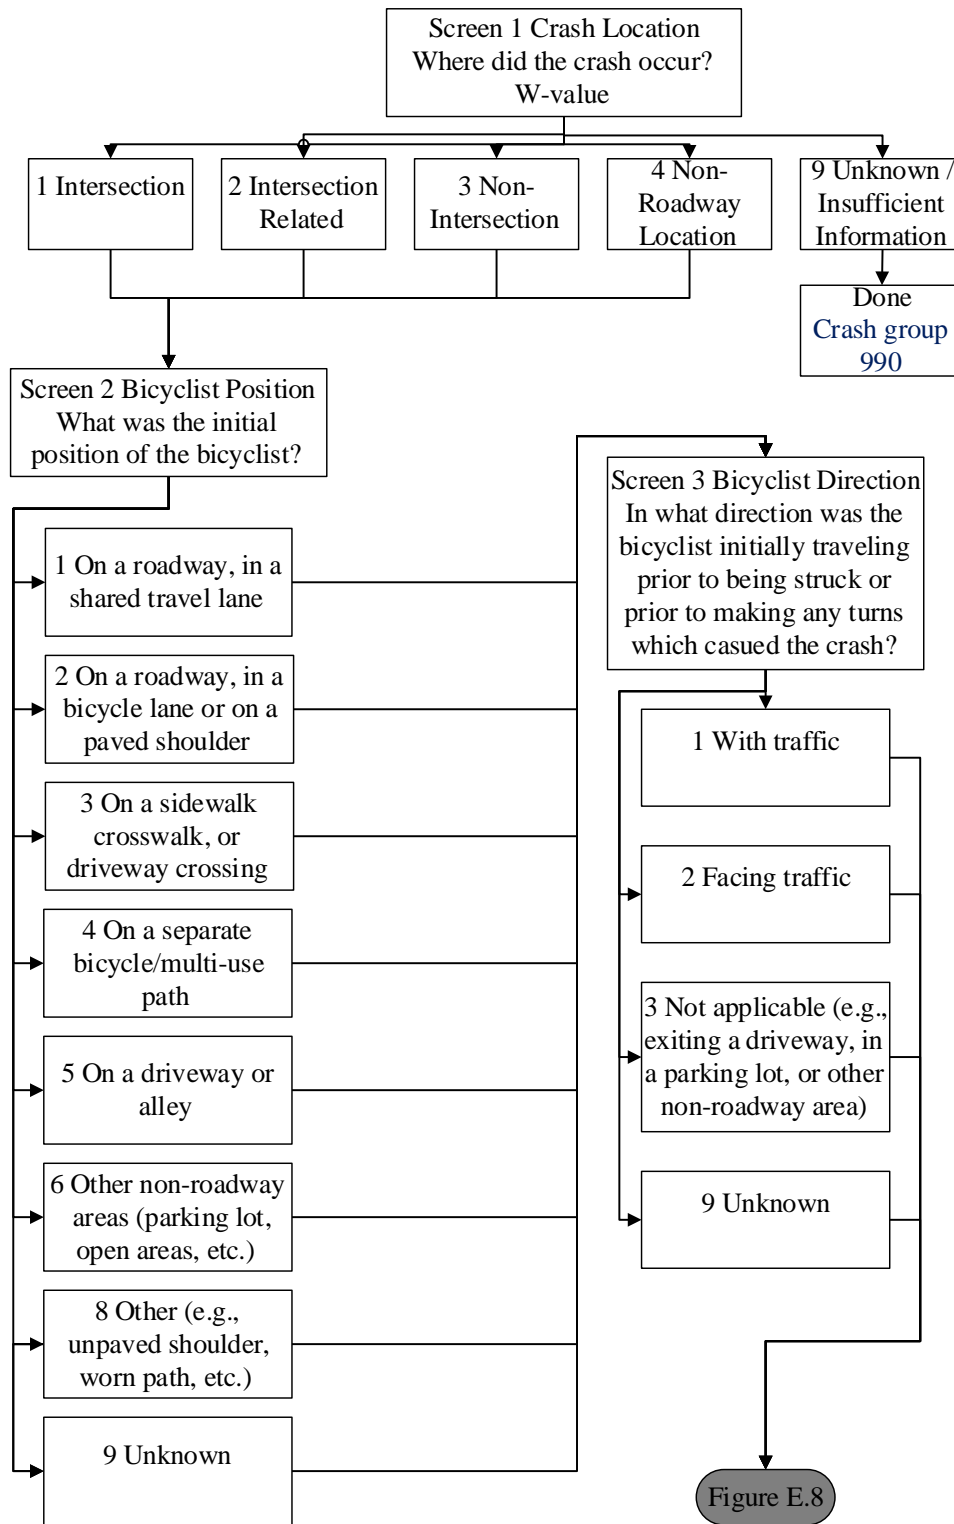 Screen 1 Crash Location
Where did the crash occur?
W-value
1 Intersection
2 Intersection
Related
3 Non-
Intersection
4 Non-
Roadway
Location
9 Unknown /
Insufficient
Information
Done
Crash group
990
Screen 2 Bicyclist Position
What was the initial
position of the bicyclist?
1 On a roadway, in a
shared travel lane
2 On a roadway, in a
bicycle lane or on a
paved shoulder
3 On a sidewalk
crosswalk, or
driveway crossing
4 On a separate
bicycle/multi-use
path
5 On a driveway or
alley
6 Other non-roadway
areas (parking lot,
open areas, etc.)
8 Other (e.g.,
unpaved shoulder,
worn path, etc.)
9 Unknown
Screen 3 Bicyclist Direction
In what direction was the
bicyclist initially traveling
prior to being struck or
prior to making any turns
which casued the crash?
1 With traffic
2 Facing traffic
3 Not applicable (e.g.,
exiting a driveway, in
a parking lot, or other
non-roadway area)
9 Unknown
Figure E.8